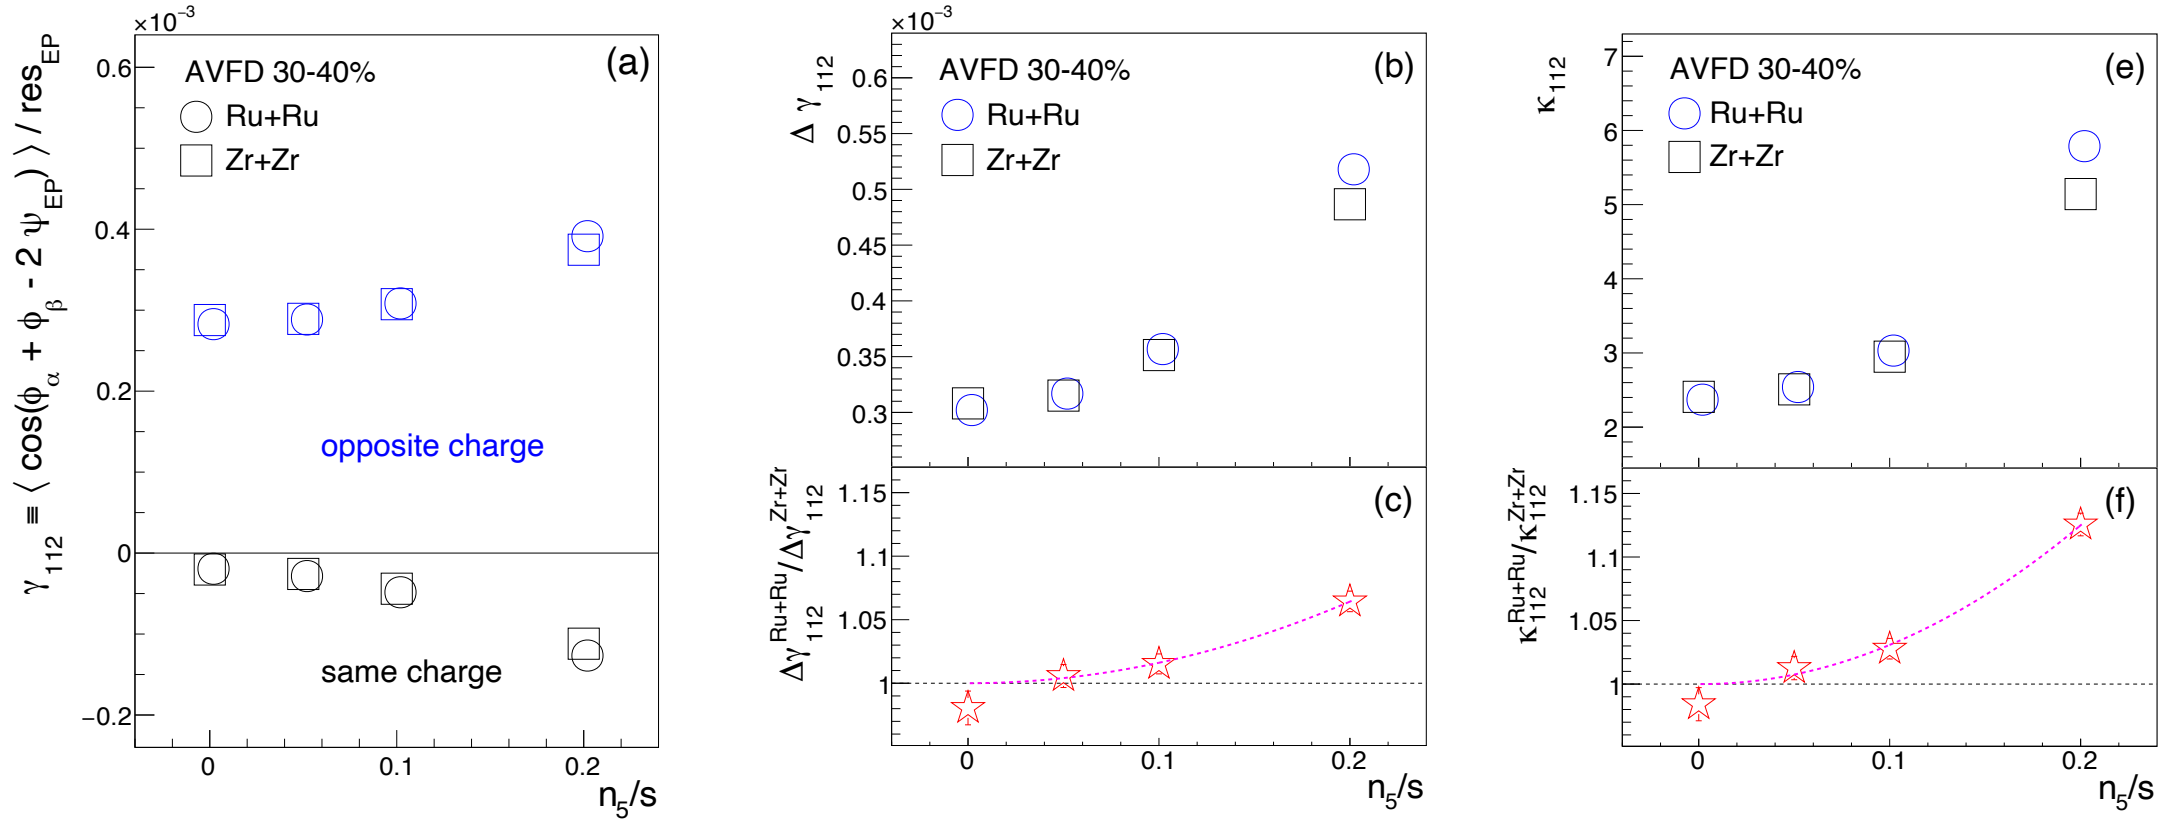 ×10⁻³
(a)
AVFD 30-40%
Ru+Ru
Zr+Zr
opposite charge
same charge
0.6
0.4
0.2
0
−0.2
0
0.1
0.2
n₅/s
γ₁₁₂ ≡ ⟨ cos(ϕ_α + ϕ_β - 2 ψ_EP) ⟩ / res_EP
×10⁻³
(b)
AVFD 30-40%
Ru+Ru
Zr+Zr
0.6
0.55
0.5
0.45
0.4
0.35
0.3
Δ γ₁₁₂
(c)
1.15
1.1
1.05
1
0
0.1
0.2
n₅/s
Δγ₁₁₂^Ru+Ru/Δγ₁₁₂^Zr+Zr
(e)
AVFD 30-40%
Ru+Ru
Zr+Zr
7
6
5
4
3
2
κ₁₁₂
(f)
1.15
1.10
1.05
1
0
0.1
0.2
n₅/s
κ₁₁₂^Ru+Ru/κ₁₁₂^Zr+Zr